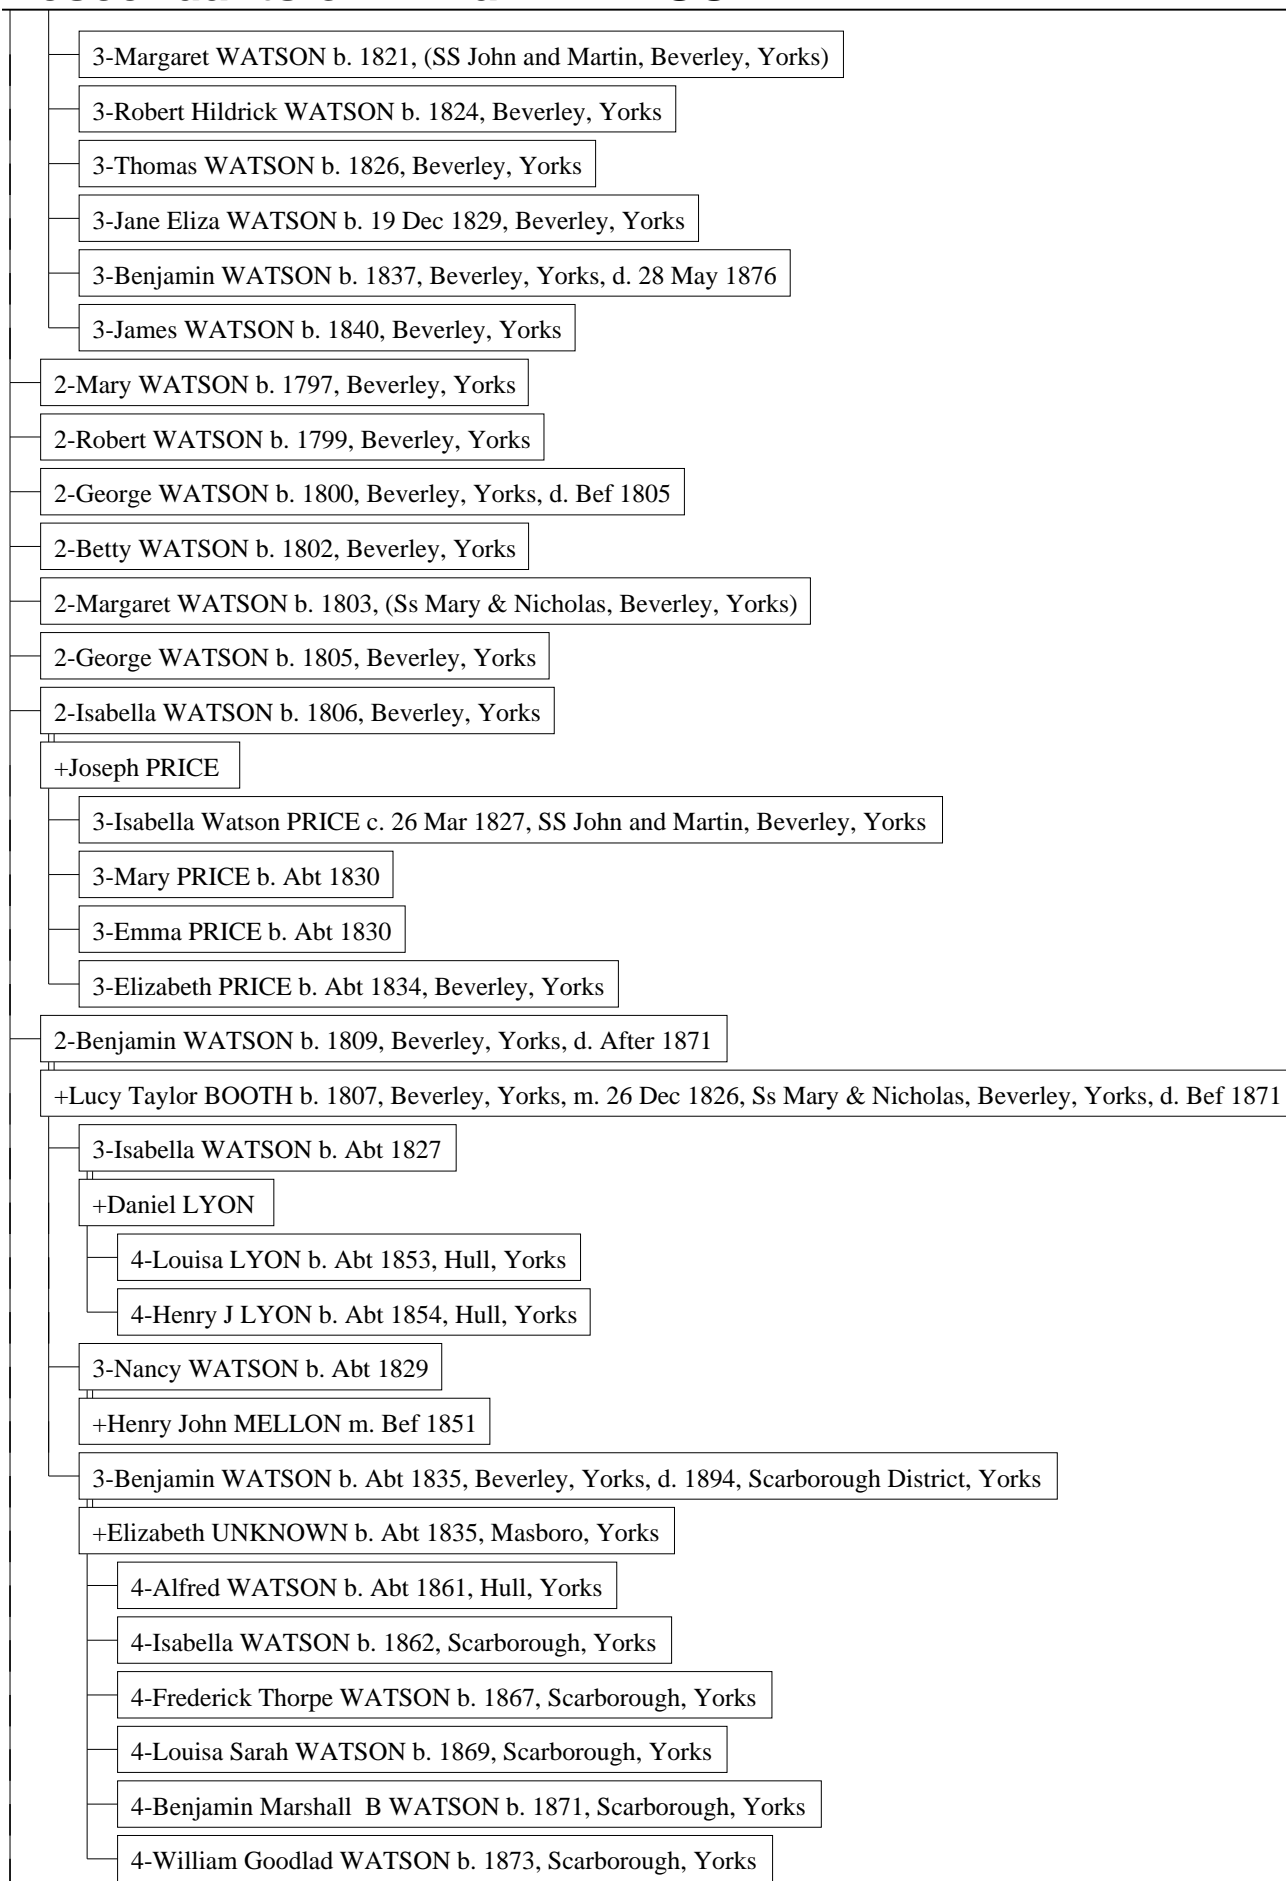 3-Margaret WATSON b. 1821, (SS John and Martin, Beverley, Yorks)
3-Robert Hildrick WATSON b. 1824, Beverley, Yorks
3-Thomas WATSON b. 1826, Beverley, Yorks
3-Jane Eliza WATSON b. 19 Dec 1829, Beverley, Yorks
3-Benjamin WATSON b. 1837, Beverley, Yorks, d. 28 May 1876
3-James WATSON b. 1840, Beverley, Yorks
2-Mary WATSON b. 1797, Beverley, Yorks
2-Robert WATSON b. 1799, Beverley, Yorks
2-George WATSON b. 1800, Beverley, Yorks, d. Bef 1805
2-Betty WATSON b. 1802, Beverley, Yorks
2-Margaret WATSON b. 1803, (Ss Mary & Nicholas, Beverley, Yorks)
2-George WATSON b. 1805, Beverley, Yorks
2-Isabella WATSON b. 1806, Beverley, Yorks
+Joseph PRICE
3-Isabella Watson PRICE c. 26 Mar 1827, SS John and Martin, Beverley, Yorks
3-Mary PRICE b. Abt 1830
3-Emma PRICE b. Abt 1830
3-Elizabeth PRICE b. Abt 1834, Beverley, Yorks
2-Benjamin WATSON b. 1809, Beverley, Yorks, d. After 1871
+Lucy Taylor BOOTH b. 1807, Beverley, Yorks, m. 26 Dec 1826, Ss Mary & Nicholas, Beverley, Yorks, d. Bef 1871
3-Isabella WATSON b. Abt 1827
+Daniel LYON
4-Louisa LYON b. Abt 1853, Hull, Yorks
4-Henry J LYON b. Abt 1854, Hull, Yorks
3-Nancy WATSON b. Abt 1829
+Henry John MELLON m. Bef 1851
3-Benjamin WATSON b. Abt 1835, Beverley, Yorks, d. 1894, Scarborough District, Yorks
+Elizabeth UNKNOWN b. Abt 1835, Masboro, Yorks
4-Alfred WATSON b. Abt 1861, Hull, Yorks
4-Isabella WATSON b. 1862, Scarborough, Yorks
4-Frederick Thorpe WATSON b. 1867, Scarborough, Yorks
4-Louisa Sarah WATSON b. 1869, Scarborough, Yorks
4-Benjamin Marshall  B WATSON b. 1871, Scarborough, Yorks
4-William Goodlad WATSON b. 1873, Scarborough, Yorks